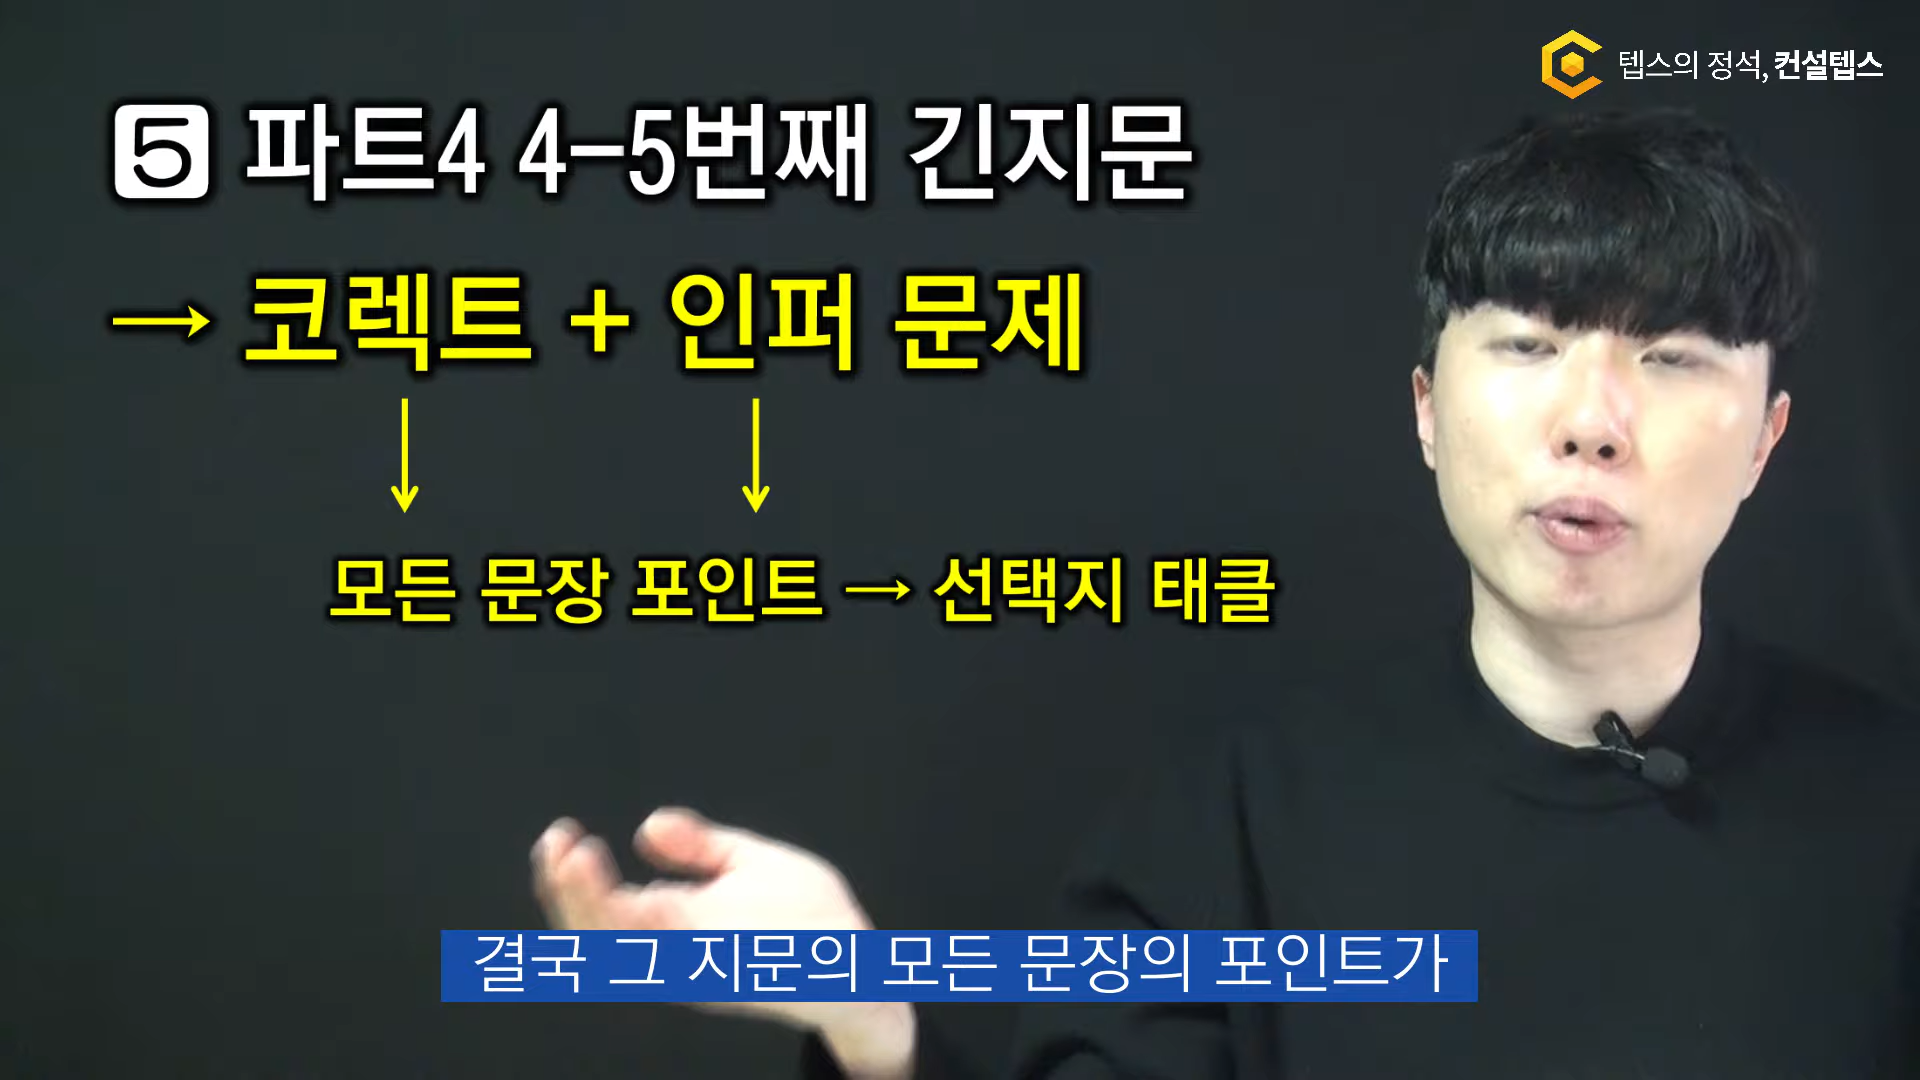 텝스의 정석, 컨설텝스
5 파트4 4-5번째 긴지문
→ 코렉트 + 인퍼 문제
모든 문장 포인트 → 선택지 태클
결국 그 지문의 모든 문장의 포인트가